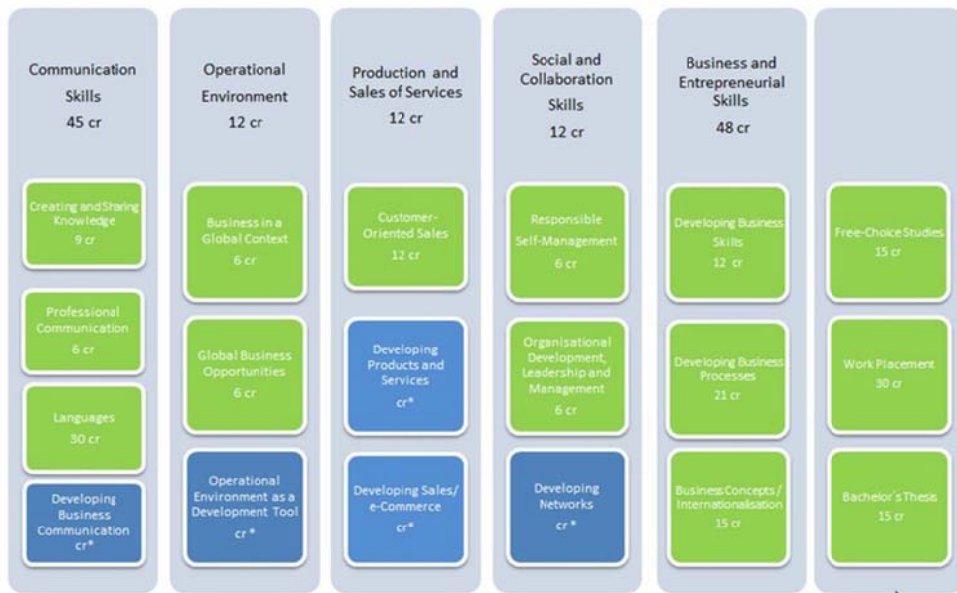 Communication
Skills
45 cr
Creating and Sharing
Knowledge
9 cr
Professional
Communication
6 cr
Languages
30 cr
Developing
Business
Communication
cr*
Operational
Environment
12 cr
Business in a
Global Context
6 cr
Global Business
Opportunities
6 cr
Operational
Environment as a
Development Tool
cr *
Production and
Sales of Services
12 cr
Customer-
Oriented Sales
12 cr
Developing
Products and
Services
cr*
Developing Sales/
e-Commerce
cr*
Social and
Collaboration
Skills
12 cr
Responsible
Self-Management
6 cr
Organisational
Development,
Leadership and
Management
6 cr
Developing
Networks
cr *
Business and
Entrepreneurial
Skills
48 cr
Developing Business
Skills
12 cr
Developing Business
Processes
21 cr
Business Concepts /
Internationalisation
15 cr
Free-Choice Studies
15 cr
Work Placement
30 cr
Bachelor´s Thesis
15 cr